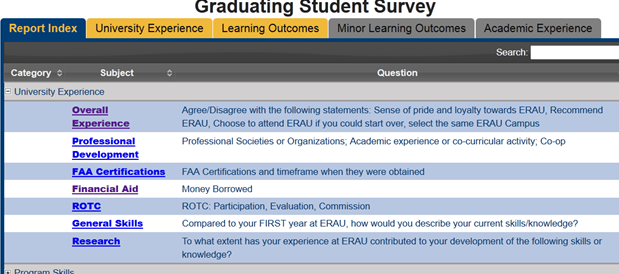 Graduating Student Survey
Report Index University Experience Learning Outcomes Minor Learning Outcomes Academic Experience
Search:
Category Subject Question
University Experience
Overall Experience
Agree/Disagree with the following statements: Sense of pride and loyalty towards ERAU, Recommend
ERAU, Choose to attend ERAU if you could start over, select the same ERAU Campus
Professional Development
Professional Societies or Organizations; Academic experience or co-curricular activity; Co-op
FAA Certifications FAA Certifications and timeframe when they were obtained
Financial Aid Money Borrowed
ROTC ROTC: Participation, Evaluation, Commission
General Skills Compared to your FIRST year at ERAU, how would you describe your current skills/knowledge?
Research To what extent has your experience at ERAU contributed to your development of the following skills or
knowledge?
Program Skills